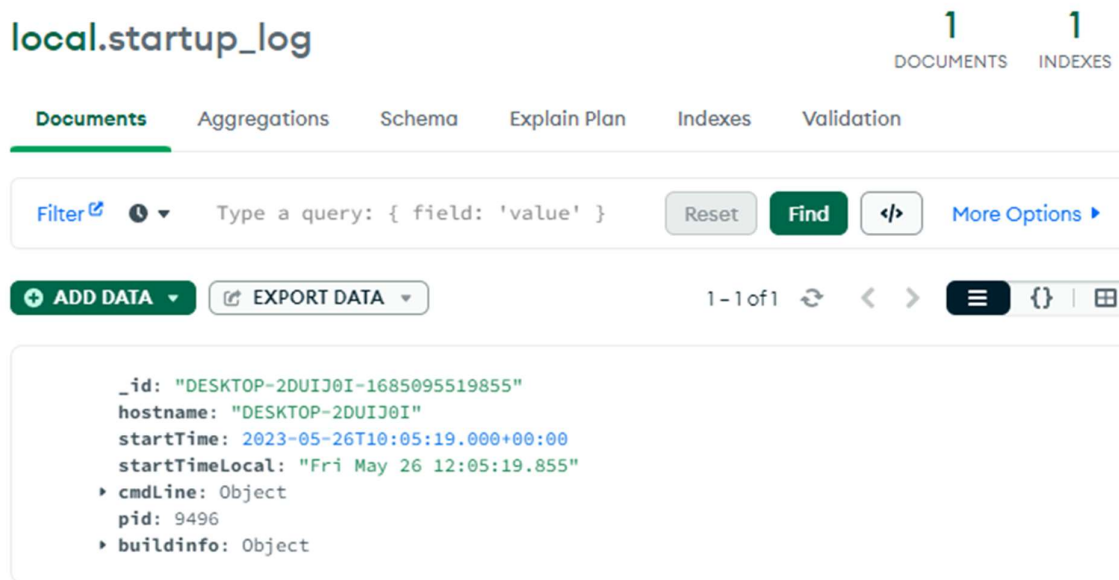 local.startup_log
1 1
DOCUMENTS INDEXES
Documents Aggregations Schema Explain Plan Indexes Validation
Filter Type a query: { field: 'value' } Reset Find </> More Options
ADD DATA EXPORT DATA 1 – 1 of 1 {}
_id: "DESKTOP-2DUIJ0I-1685095519855"
hostname: "DESKTOP-2DUIJ0I"
startTime: 2023-05-26T10:05:19.000+00:00
startTimeLocal: "Fri May 26 12:05:19.855"
cmdLine: Object
pid: 9496
buildinfo: Object